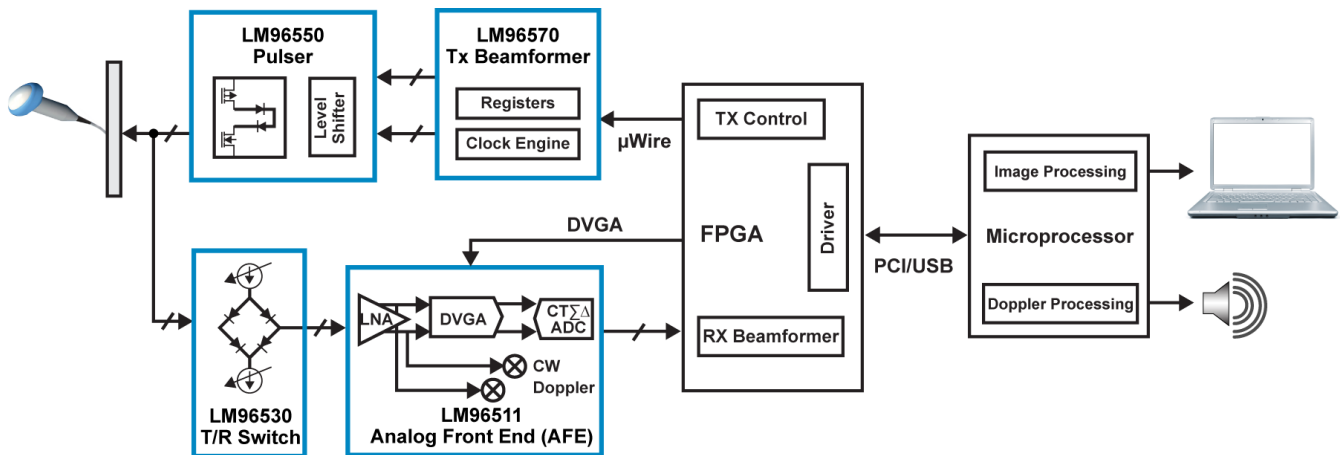 LM96550
Pulser
Level
Shifter
LM96570
Tx Beamformer
Registers
Clock Engine
µWire
TX Control
Driver
FPGA
RX Beamformer
DVGA
PCI/USB
Image Processing
Microprocessor
Doppler Processing
LM96530
T/R Switch
LNA
DVGA
CT∑∆
ADC
CW
Doppler
LM96511
Analog Front End (AFE)